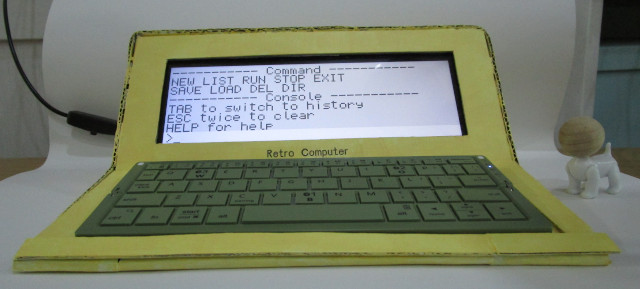 ----------- Command -----------
NEW LIST RUN STOP EXIT
SAVE LOAD DEL DIR
----------- Console -----------
TAB to switch to history
ESC twice to clear
HELP for help
>
Retro Computer